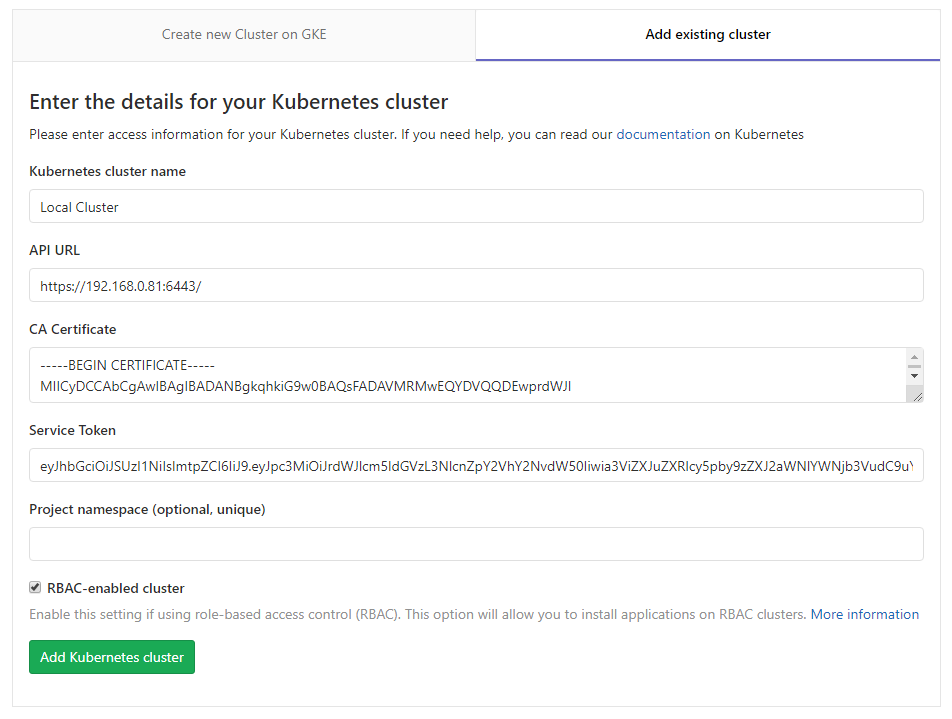 Create new Cluster on GKE
Add existing cluster
Enter the details for your Kubernetes cluster
Please enter access information for your Kubernetes cluster. If you need help, you can read our documentation on Kubernetes
Kubernetes cluster name
Local Cluster
API URL
https://192.168.0.81:6443/
CA Certificate
-----BEGIN CERTIFICATE-----
Service Token
Project namespace (optional, unique)
RBAC-enabled cluster
Enable this setting if using role-based access control (RBAC). This option will allow you to install applications on RBAC clusters. More information
Add Kubernetes cluster